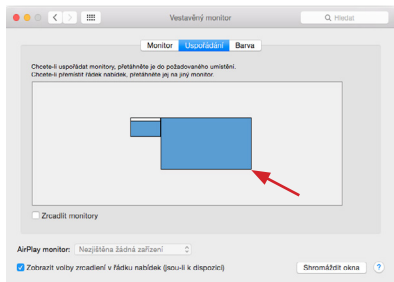 Vestavěný monitor
Hledat
Monitor Uspořádání Barva
Chcete-li uspořádat monitory, přetáhněte je do požadovaného umístění.
Chcete-li přemístit řádek nabídek, přetáhněte jej na jiný monitor.
Zrcadlit monitory
AirPlay monitor: Nezjištěna žádná zařízení
Zobrazit volby zrcadlení v řádku nabídek (jsou-li k dispozici)
Shromáždit okna ?